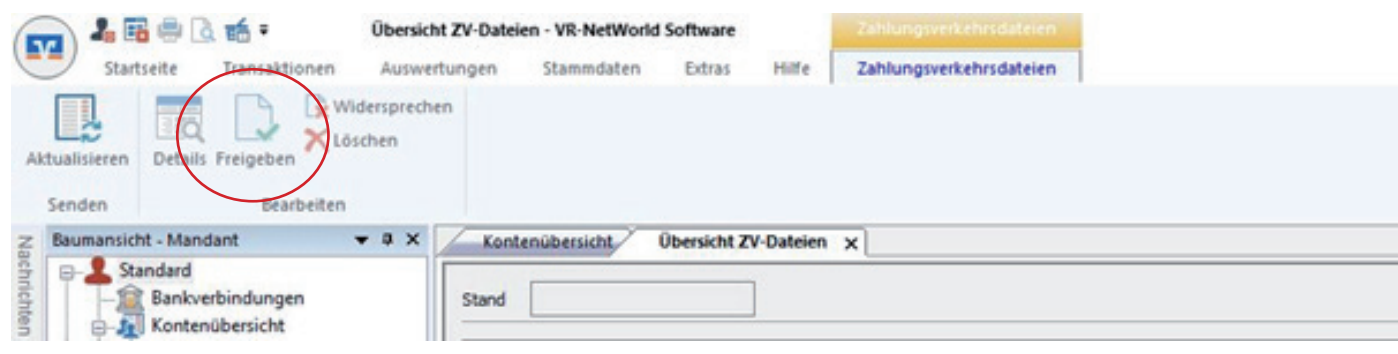 Übersicht ZV-Dateien - VR-NetWorld Software
Zahlungsverkehrsdateien
Startseite Transaktionen Auswertungen Stammdaten Extras Hilfe Zahlungsverkehrsdateien
Widersprechen
Löschen
Aktualisieren Details Freigeben
Senden Bearbeiten
Nachrichten
Baumansicht - Mandant
Kontenübersicht Übersicht ZV-Dateien x
Standard
Bankverbindungen
Kontenübersicht
Stand